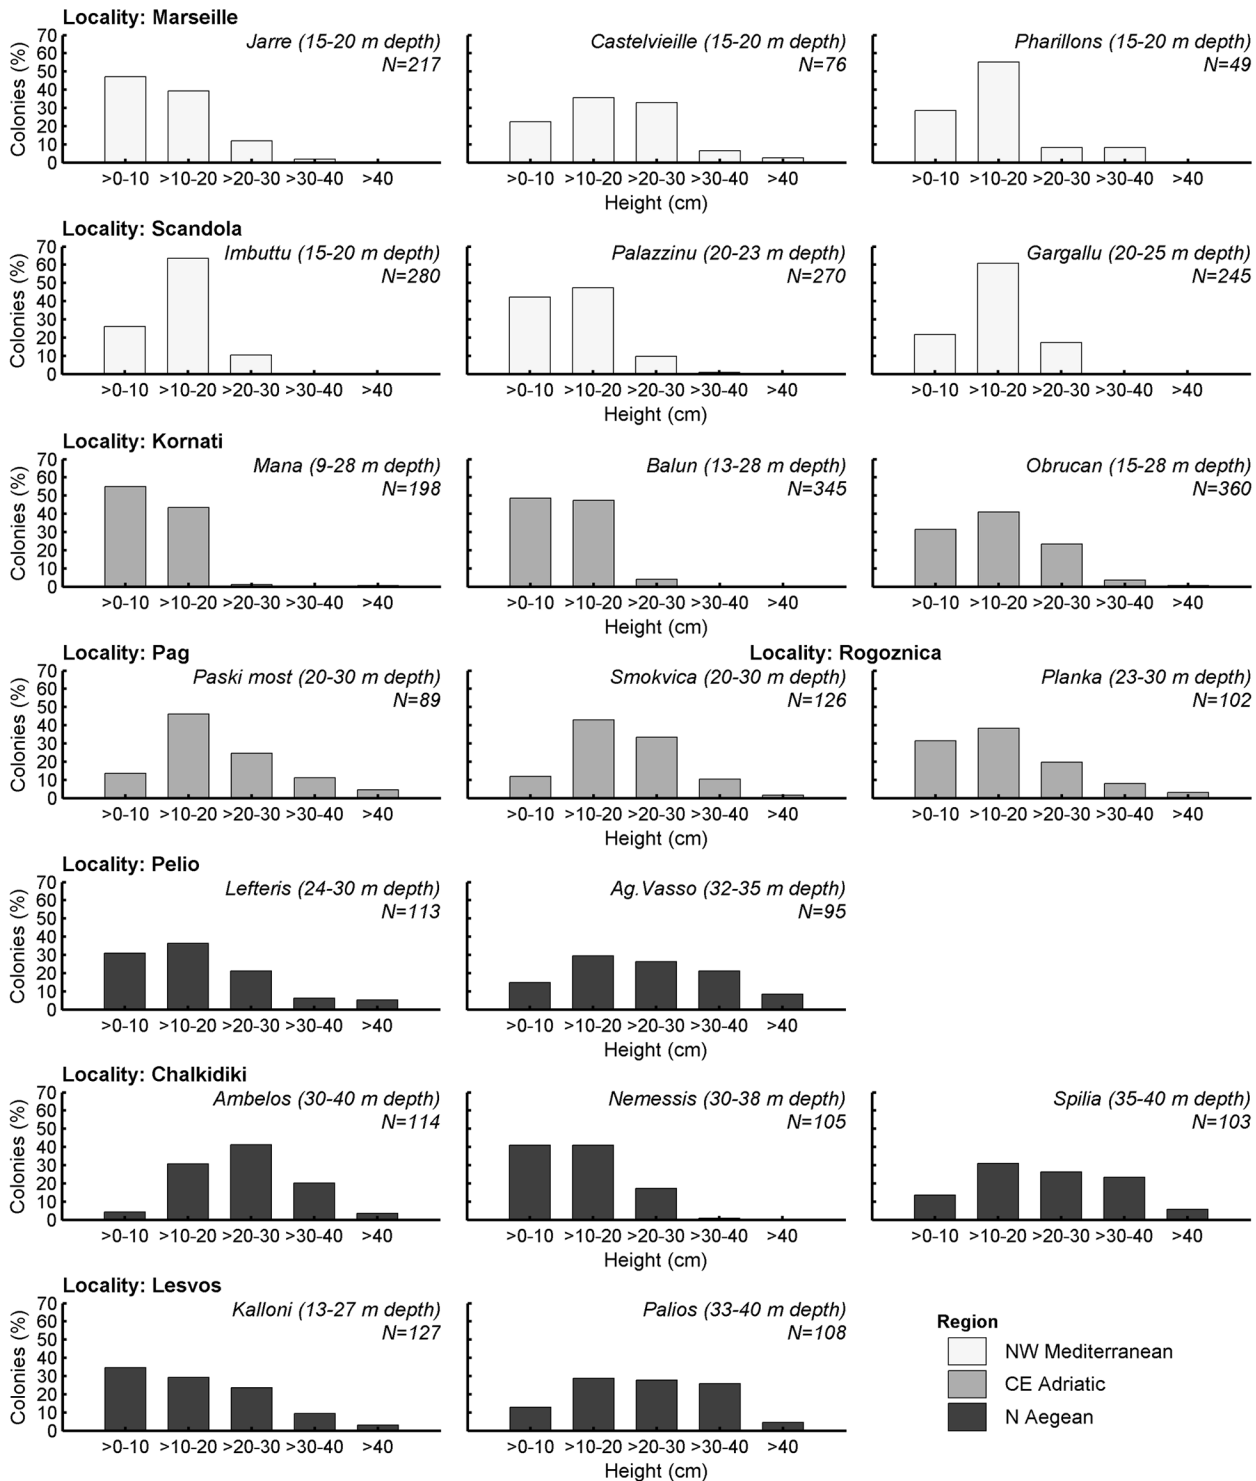 Locality: Marseille
Jarre (15-20 m depth)
N=217
Castelvieille (15-20 m depth)
N=76
Pharillons (15-20 m depth)
N=49
Colonies (%)
70
60
50
40
30
20
10
0
>0-10 >10-20 >20-30 >30-40 >40
>0-10 >10-20 >20-30 >30-40 >40
>0-10 >10-20 >20-30 >30-40 >40
Height (cm)
Locality: Scandola
Imbuttu (15-20 m depth)
N=280
Palazzinu (20-23 m depth)
N=270
Gargallu (20-25 m depth)
N=245
Colonies (%)
70
60
50
40
30
20
10
0
>0-10 >10-20 >20-30 >30-40 >40
>0-10 >10-20 >20-30 >30-40 >40
>0-10 >10-20 >20-30 >30-40 >40
Height (cm)
Locality: Kornati
Mana (9-28 m depth)
N=198
Balun (13-28 m depth)
N=345
Obrucan (15-28 m depth)
N=360
Colonies (%)
70
60
50
40
30
20
10
0
>0-10 >10-20 >20-30 >30-40 >40
>0-10 >10-20 >20-30 >30-40 >40
>0-10 >10-20 >20-30 >30-40 >40
Height (cm)
Locality: Pag
Locality: Rogoznica
Paski most (20-30 m depth)
N=89
Smokvica (20-30 m depth)
N=126
Planka (23-30 m depth)
N=102
Colonies (%)
70
60
50
40
30
20
10
0
>0-10 >10-20 >20-30 >30-40 >40
>0-10 >10-20 >20-30 >30-40 >40
>0-10 >10-20 >20-30 >30-40 >40
Height (cm)
Locality: Pelio
Lefteris (24-30 m depth)
N=113
Ag.Vasso (32-35 m depth)
N=95
Colonies (%)
70
60
50
40
30
20
10
0
>0-10 >10-20 >20-30 >30-40 >40
>0-10 >10-20 >20-30 >30-40 >40
Height (cm)
Locality: Chalkidiki
Ambelos (30-40 m depth)
N=114
Nemessis (30-38 m depth)
N=105
Spilia (35-40 m depth)
N=103
Colonies (%)
70
60
50
40
30
20
10
0
>0-10 >10-20 >20-30 >30-40 >40
>0-10 >10-20 >20-30 >30-40 >40
>0-10 >10-20 >20-30 >30-40 >40
Height (cm)
Locality: Lesvos
Kalloni (13-27 m depth)
N=127
Palios (33-40 m depth)
N=108
Colonies (%)
70
60
50
40
30
20
10
0
>0-10 >10-20 >20-30 >30-40 >40
>0-10 >10-20 >20-30 >30-40 >40
Height (cm)
Region
NW Mediterranean
CE Adriatic
N Aegean